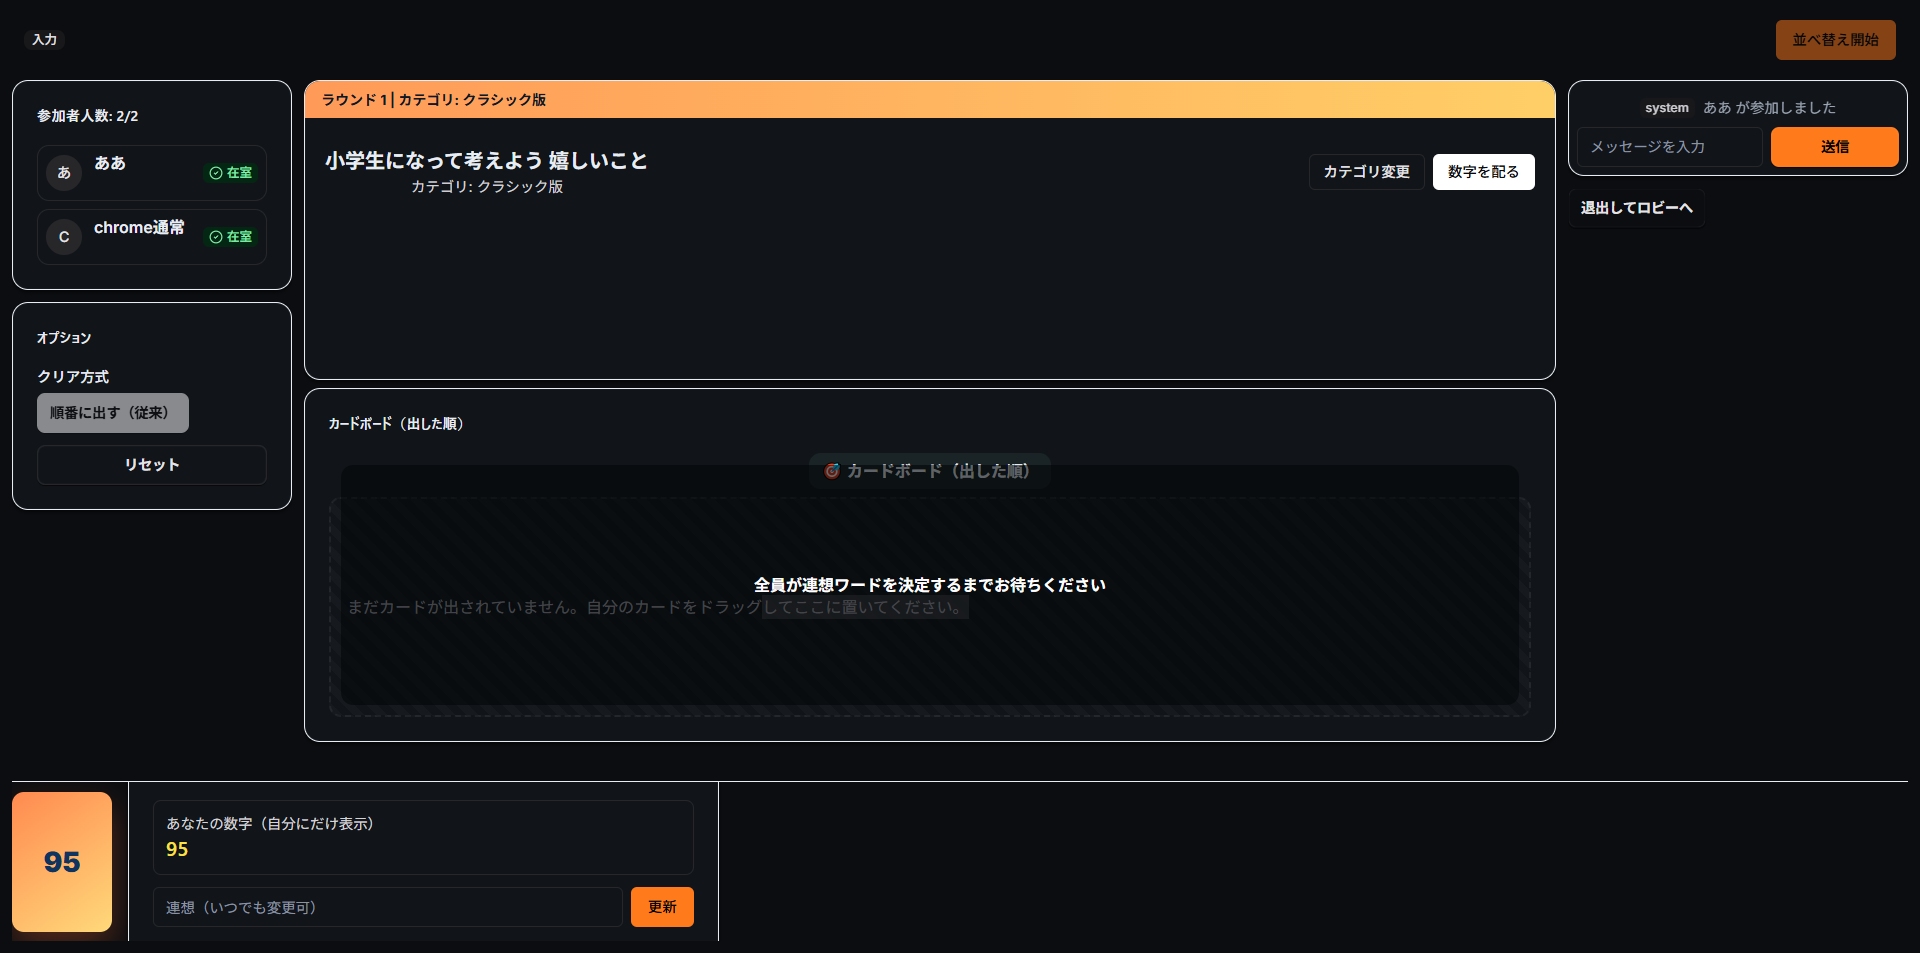 入力
並べ替え開始
参加者人数: 2/2
あ
ああ
在室
C
chrome通常
在室
オプション
クリア方式
順番に出す（従来）
リセット
ラウンド 1 | カテゴリ: クラシック版
小学生になって考えよう 嬉しいこと
カテゴリ: クラシック版
カテゴリ変更
数字を配る
カードボード（出した順）
カードボード（出した順）
全員が連想ワードを決定するまでお待ちください
まだカードが出されていません。自分のカードをドラッグしてここに置いてください。
system ああ が参加しました
メッセージを入力
送信
退出してロビーへ
95
あなたの数字（自分にだけ表示）
95
連想（いつでも変更可）
更新